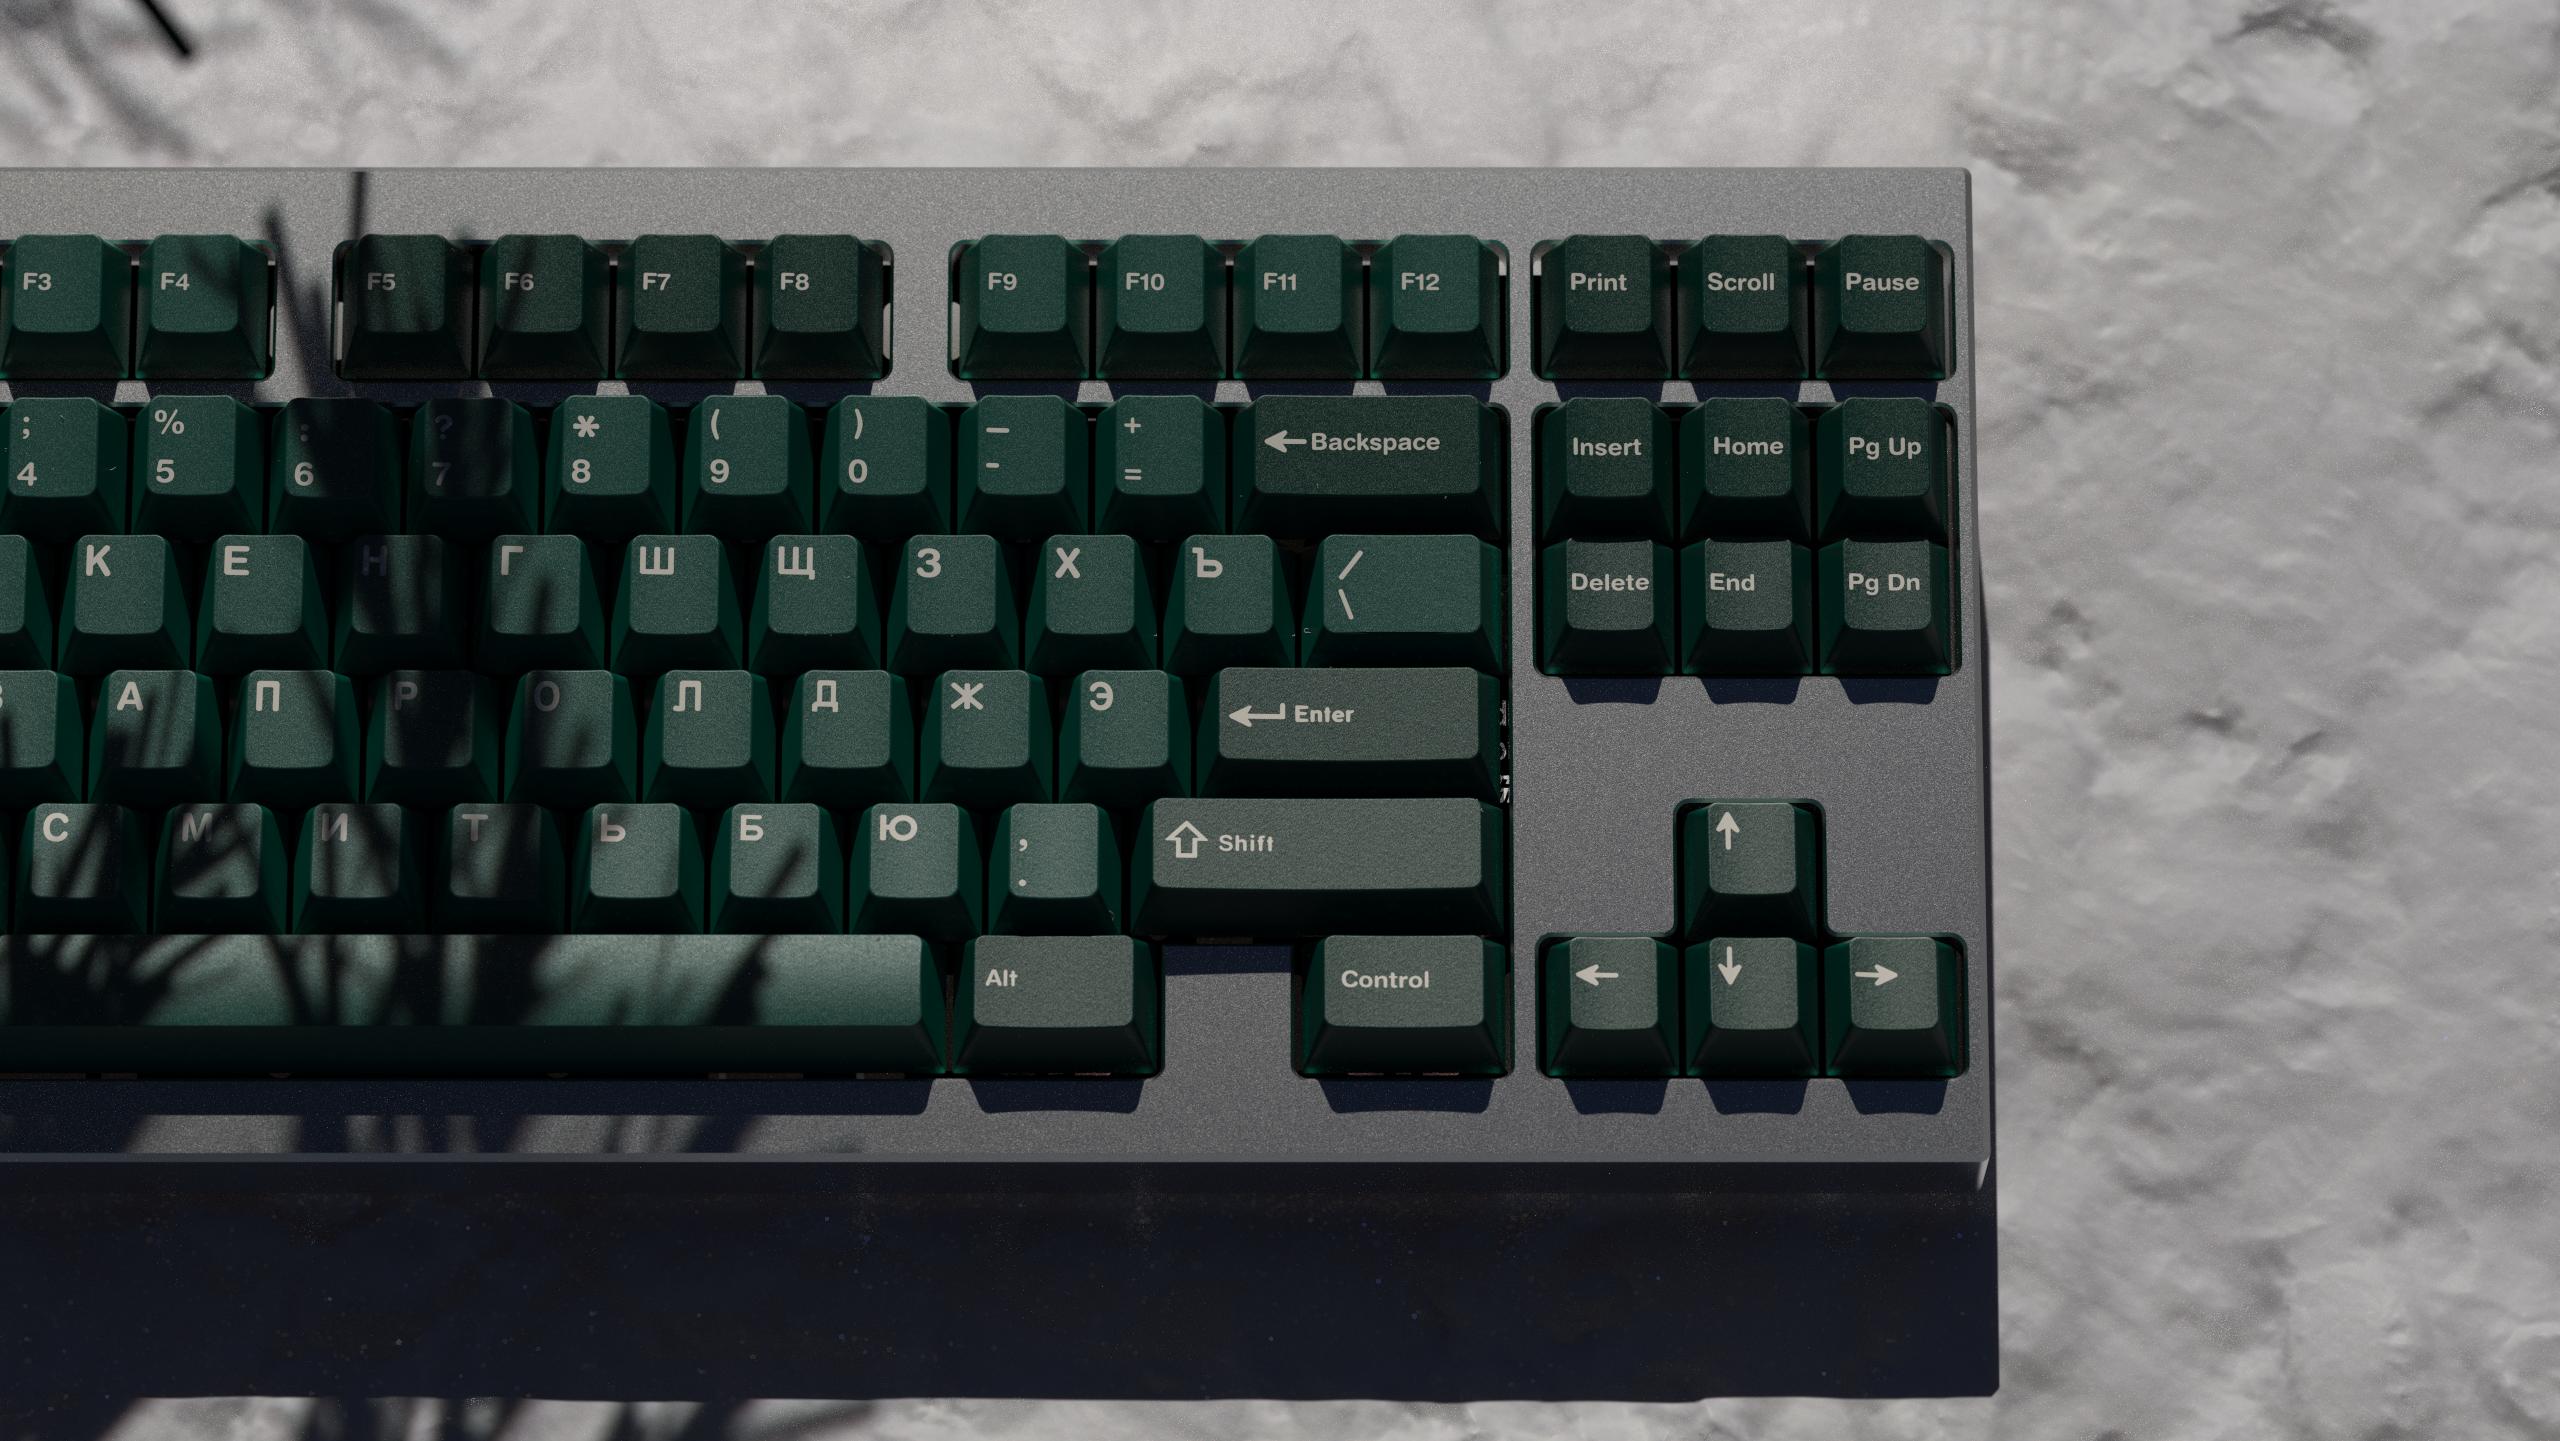 F3 F4 F5 F6 F7 F8 F9 F10 F11 F12 Print Scroll Pause
; % : ? * ( ) — +
4 5 6 7 8 9 0 - = ←Backspace Insert Home Pg Up
К Е Н Г Ш Щ З Х Ъ /
\ Delete End Pg Dn
А П Р О Л Д Ж Э Enter
С М И Т Ь Б Ю , Shift ↑
.
Alt Control ← ↓ →